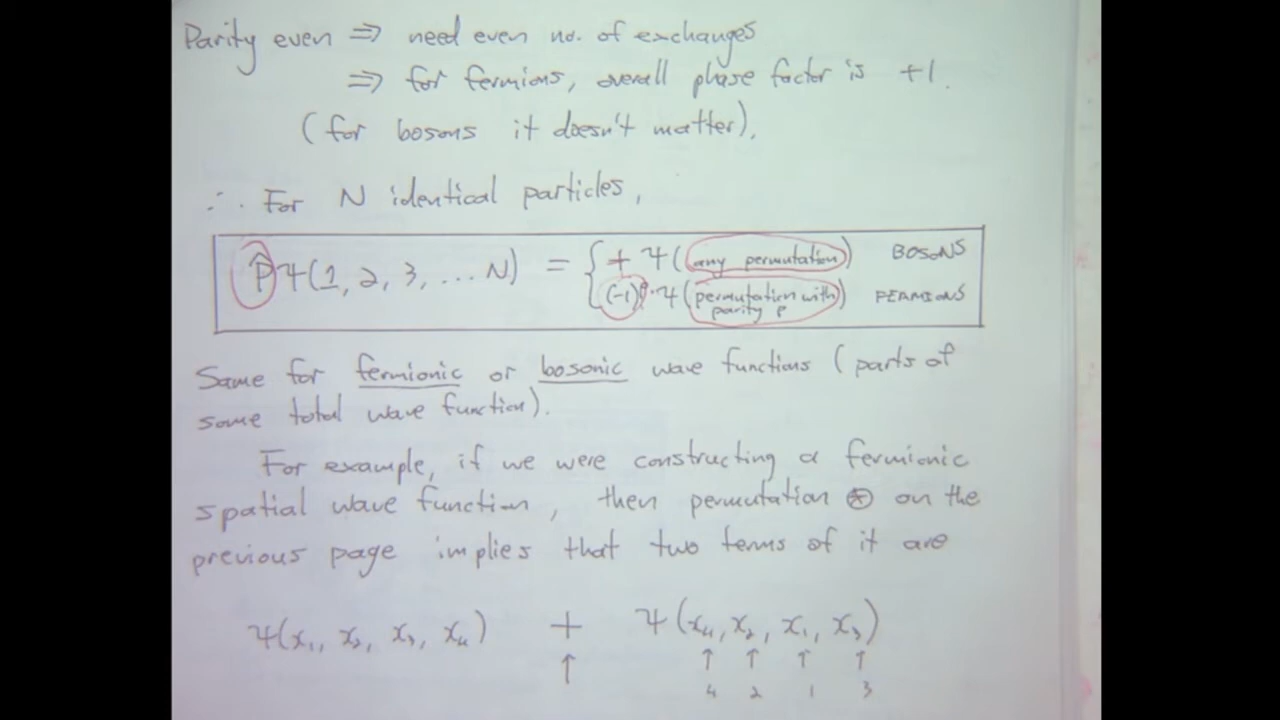 Parity even ⇒ need even no. of exchanges
⇒ for fermions, overall phase factor is +1.
(for bosons it doesn't matter).
∴ For N identical particles,
P̂ Ψ(1, 2, 3, ... N) = { + Ψ (any permutation) BOSONS
(-1)^p · Ψ (permutation with parity p) FERMIONS
Same for fermionic or bosonic wave functions (parts of
some total wave function).
For example, if we were constructing a fermionic
spatial wave function, then permutation ⊛ on the
previous page implies that two terms of it are
Ψ(x₁, x₂, x₃, x₄) + Ψ(x₄, x₂, x₁, x₃)
↑ ↑ ↑ ↑ ↑
4 2 1 3